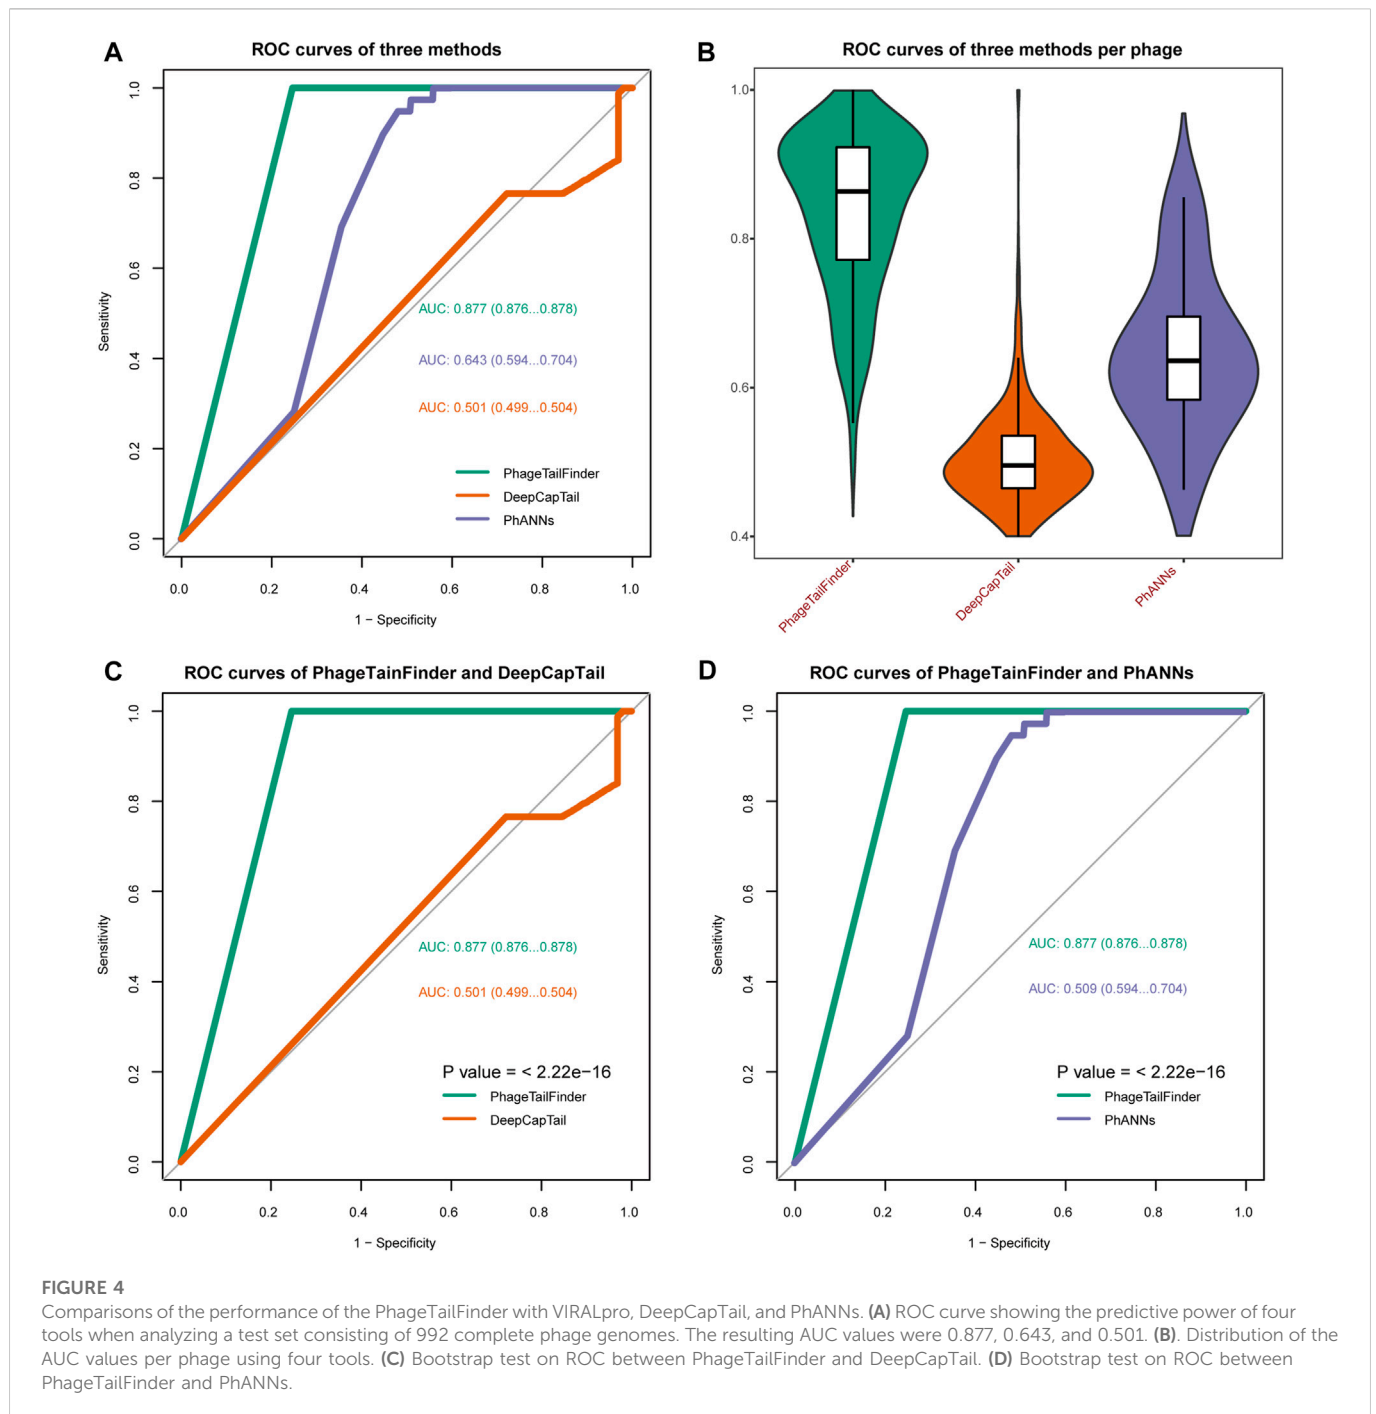 A
ROC curves of three methods
1.0
0.8
0.6
0.4
0.2
0.0
Sensitivity
AUC: 0.877 (0.876...0.878)
AUC: 0.643 (0.594...0.704)
AUC: 0.501 (0.499...0.504)
PhageTailFinder
DeepCapTail
PhANNs
0.0 0.2 0.4 0.6 0.8 1.0
1 − Specificity
B
ROC curves of three methods per phage
1.0
0.8
0.6
0.4
PhageTailFinder
DeepCapTail
PhANNs
C
ROC curves of PhageTainFinder and DeepCapTail
1.0
0.8
0.6
0.4
0.2
0.0
Sensitivity
AUC: 0.877 (0.876...0.878)
AUC: 0.501 (0.499...0.504)
P value = < 2.22e−16
PhageTailFinder
DeepCapTail
0.0 0.2 0.4 0.6 0.8 1.0
1 − Specificity
D
ROC curves of PhageTainFinder and PhANNs
1.0
0.8
0.6
0.4
0.2
0.0
Sensitivity
AUC: 0.877 (0.876...0.878)
AUC: 0.509 (0.594...0.704)
P value = < 2.22e−16
PhageTailFinder
PhANNs
0.0 0.2 0.4 0.6 0.8 1.0
1 − Specificity
FIGURE 4
Comparisons of the performance of the PhageTailFinder with VIRALpro, DeepCapTail, and PhANNs. (A) ROC curve showing the predictive power of four
tools when analyzing a test set consisting of 992 complete phage genomes. The resulting AUC values were 0.877, 0.643, and 0.501. (B). Distribution of the
AUC values per phage using four tools. (C) Bootstrap test on ROC between PhageTailFinder and DeepCapTail. (D) Bootstrap test on ROC between
PhageTailFinder and PhANNs.